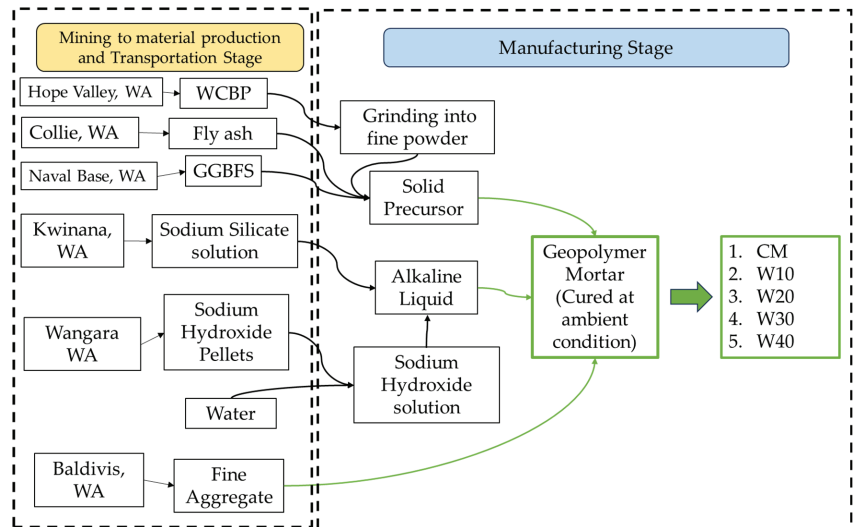 Mining to material production
and Transportation Stage
Manufacturing Stage
Hope Valley, WA
WCBP
Grinding into
fine powder
Collie, WA
Fly ash
Naval Base, WA
GGBFS
Solid
Precursor
Kwinana,
WA
Sodium Silicate
solution
Alkaline
Liquid
Geopolymer
Mortar
(Cured at
ambient
condition)
1. CM
2. W10
3. W20
4. W30
5. W40
Wangara
WA
Sodium
Hydroxide
Pellets
Sodium
Hydroxide
solution
Water
Baldivis,
WA
Fine
Aggregate